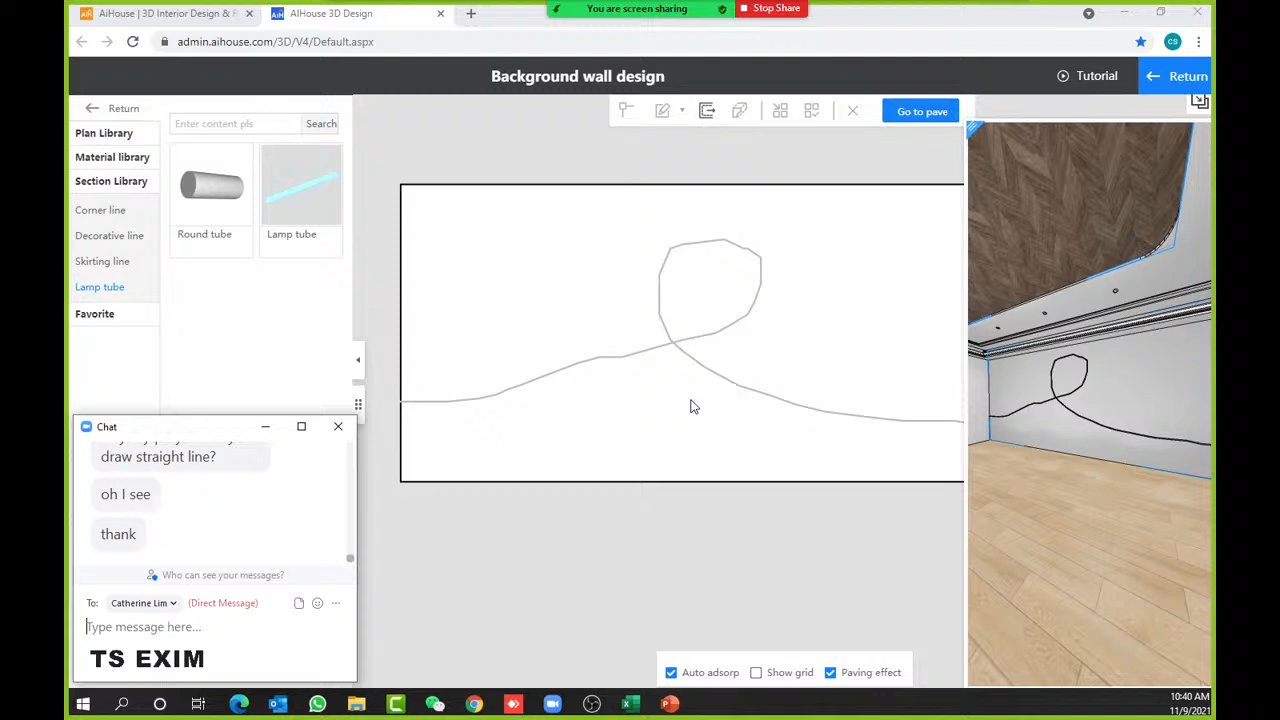 You are screen sharing
Stop Share
AiHouse | 3D Interior Design & F
AIHouse 3D Design
admin.aihouse.com/3D/V4/Default.aspx
CS
Background wall design
Tutorial
Return
Return
Enter content pls
Search
Go to pave
Plan Library
Material library
Section Library
Corner line
Decorative line
Skirting line
Lamp tube
Favorite
Round tube
Lamp tube
Chat
draw straight line?
oh I see
thank
Who can see your messages?
To: Catherine Lim (Direct Message)
Type message here...
TS EXIM
Auto adsorp
Show grid
Paving effect
10:40 AM
11/9/2021